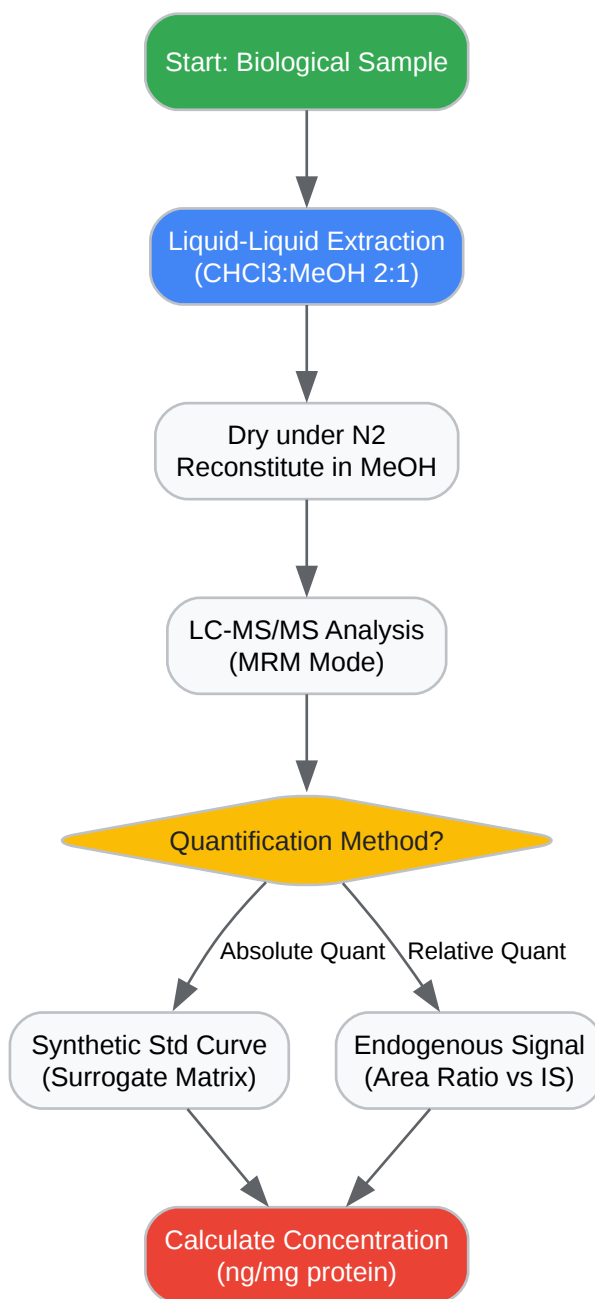 Start: Biological Sample
Liquid-Liquid Extraction
(CHCl3:MeOH 2:1)
Dry under N2
Reconstitute in MeOH
LC-MS/MS Analysis
(MRM Mode)
Quantification Method?
Absolute Quant
Relative Quant
Synthetic Std Curve
(Surrogate Matrix)
Endogenous Signal
(Area Ratio vs IS)
Calculate Concentration
(ng/mg protein)